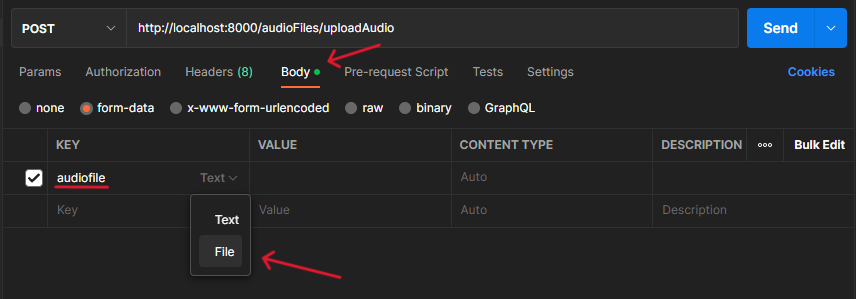 POST http://localhost:8000/audioFiles/uploadAudio Send
Params Authorization Headers (8) Body Pre-request Script Tests Settings Cookies
none form-data x-www-form-urlencoded raw binary GraphQL
KEY VALUE CONTENT TYPE DESCRIPTION ooo Bulk Edit
audiofile Text Auto
Key Value Auto Description
Text
File